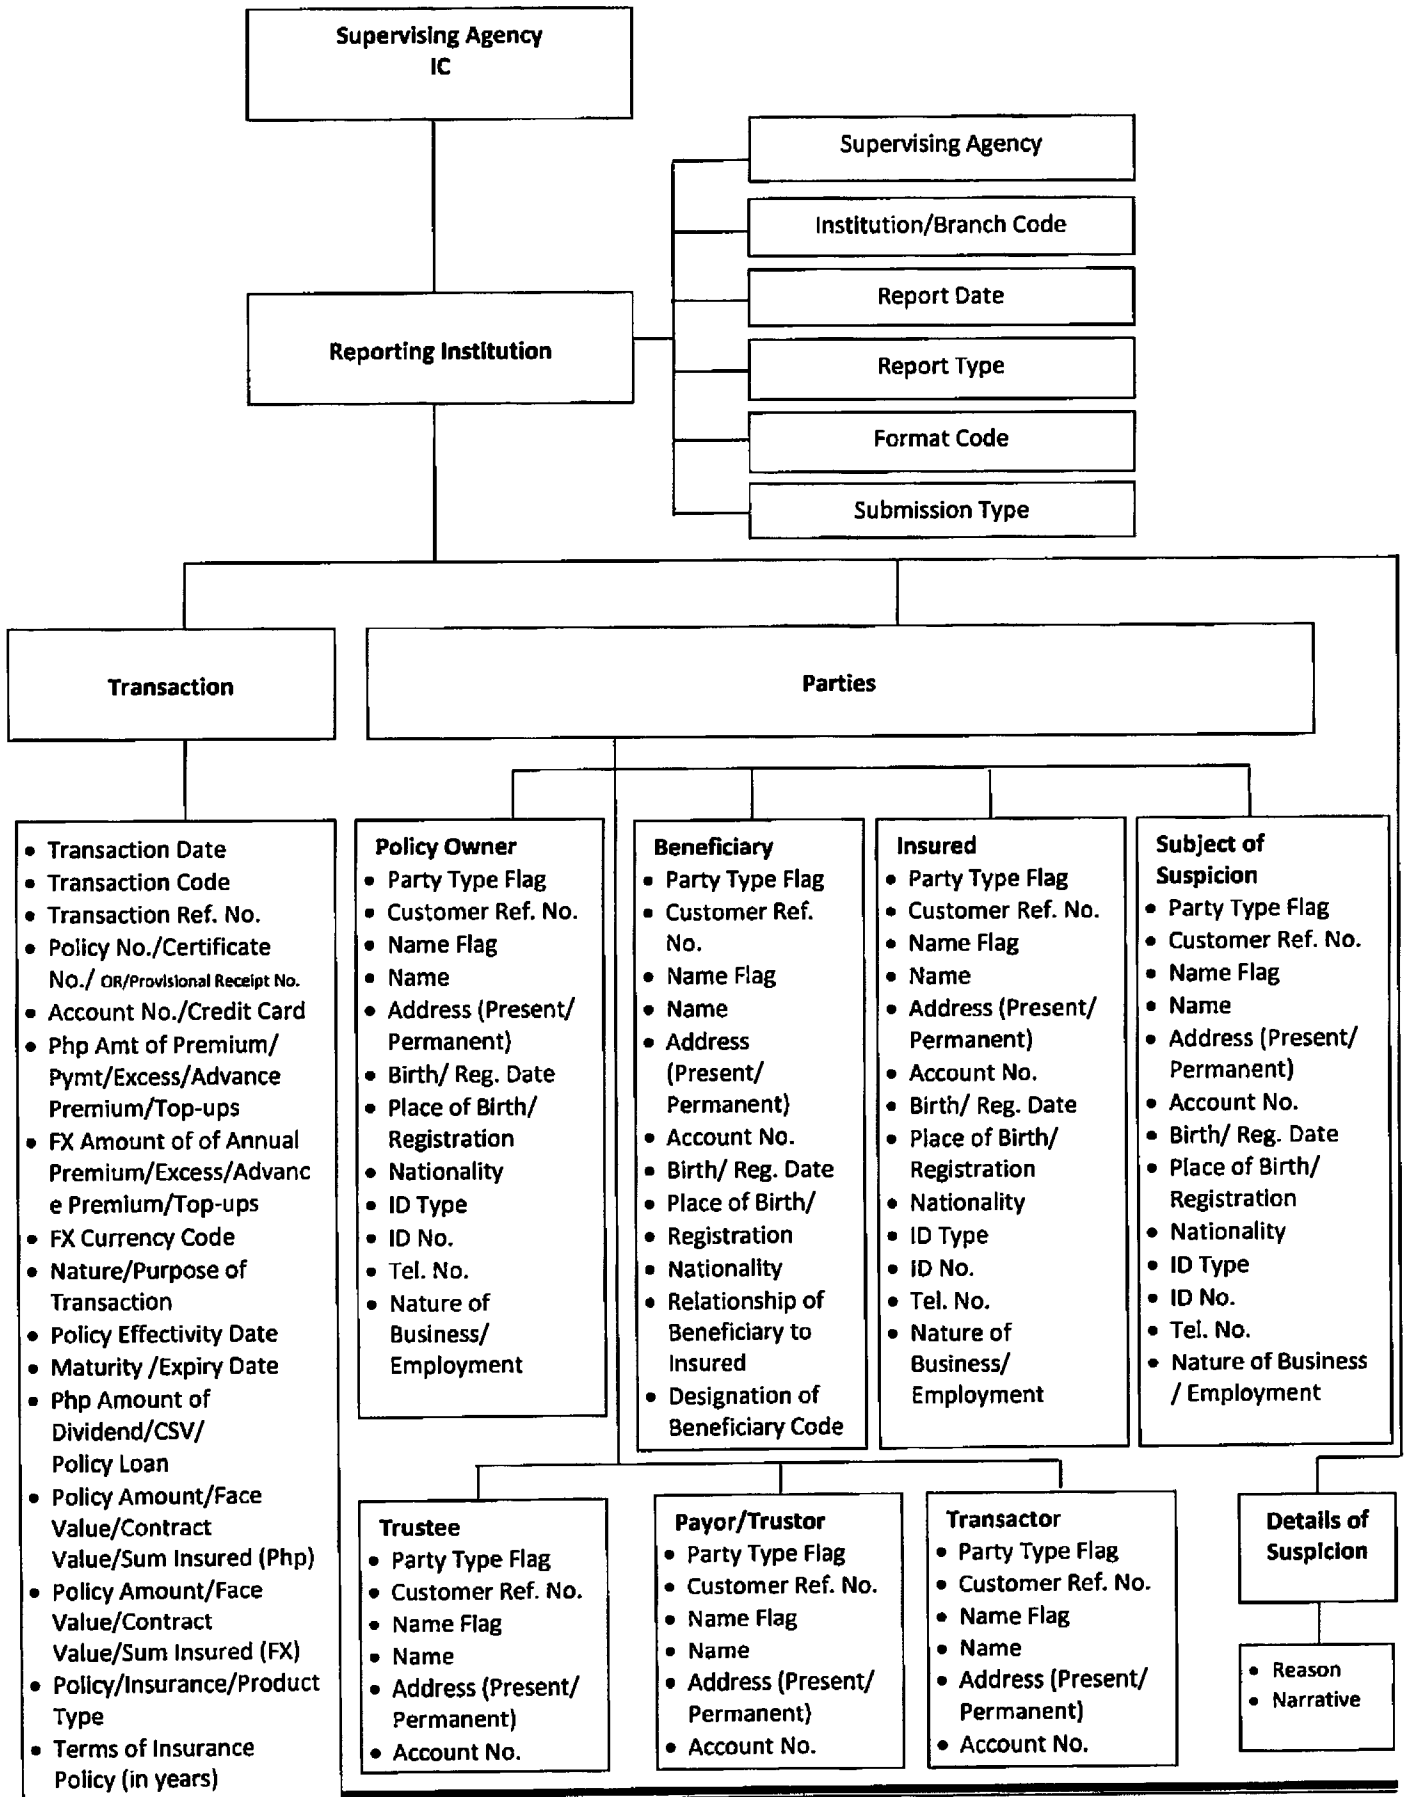 Supervising Agency
IC
Supervising Agency
Institution/Branch Code
Report Date
Reporting Institution
Report Type
Format Code
Submission Type
Transaction
Parties
• Transaction Date
• Transaction Code
• Transaction Ref. No.
• Policy No./Certificate
No./ OR/Provisional Receipt No.
• Account No./Credit Card
• Php Amt of Premium/
Pymt/Excess/Advance
Premium/Top-ups
• FX Amount of of Annual
Premium/Excess/Advanc
e Premium/Top-ups
• FX Currency Code
• Nature/Purpose of
Transaction
• Policy Effectivity Date
• Maturity /Expiry Date
• Php Amount of
Dividend/CSV/
Policy Loan
• Policy Amount/Face
Value/Contract
Value/Sum Insured (Php)
• Policy Amount/Face
Value/Contract
Value/Sum Insured (FX)
• Policy/Insurance/Product
Type
• Terms of Insurance
Policy (in years)
Policy Owner
• Party Type Flag
• Customer Ref. No.
• Name Flag
• Name
• Address (Present/
Permanent)
• Birth/ Reg. Date
• Place of Birth/
Registration
• Nationality
• ID Type
• ID No.
• Tel. No.
• Nature of
Business/
Employment
Beneficiary
• Party Type Flag
• Customer Ref.
No.
• Name Flag
• Name
• Address
(Present/
Permanent)
• Account No.
• Birth/ Reg. Date
• Place of Birth/
• Registration
• Nationality
• Relationship of
Beneficiary to
Insured
• Designation of
Beneficiary Code
Insured
• Party Type Flag
• Customer Ref. No.
• Name Flag
• Name
• Address (Present/
Permanent)
• Account No.
• Birth/ Reg. Date
• Place of Birth/
Registration
• Nationality
• ID Type
• ID No.
• Tel. No.
• Nature of
Business/
Employment
Subject of
Suspicion
• Party Type Flag
• Customer Ref. No.
• Name Flag
• Name
• Address (Present/
Permanent)
• Account No.
• Birth/ Reg. Date
• Place of Birth/
Registration
• Nationality
• ID Type
• ID No.
• Tel. No.
• Nature of Business
/ Employment
Trustee
• Party Type Flag
• Customer Ref. No.
• Name Flag
• Name
• Address (Present/
Permanent)
• Account No.
Payor/Trustor
• Party Type Flag
• Customer Ref. No.
• Name Flag
• Name
• Address (Present/
Permanent)
• Account No.
Transactor
• Party Type Flag
• Customer Ref. No.
• Name Flag
• Name
• Address (Present/
Permanent)
• Account No.
Details of
Suspicion
• Reason
• Narrative